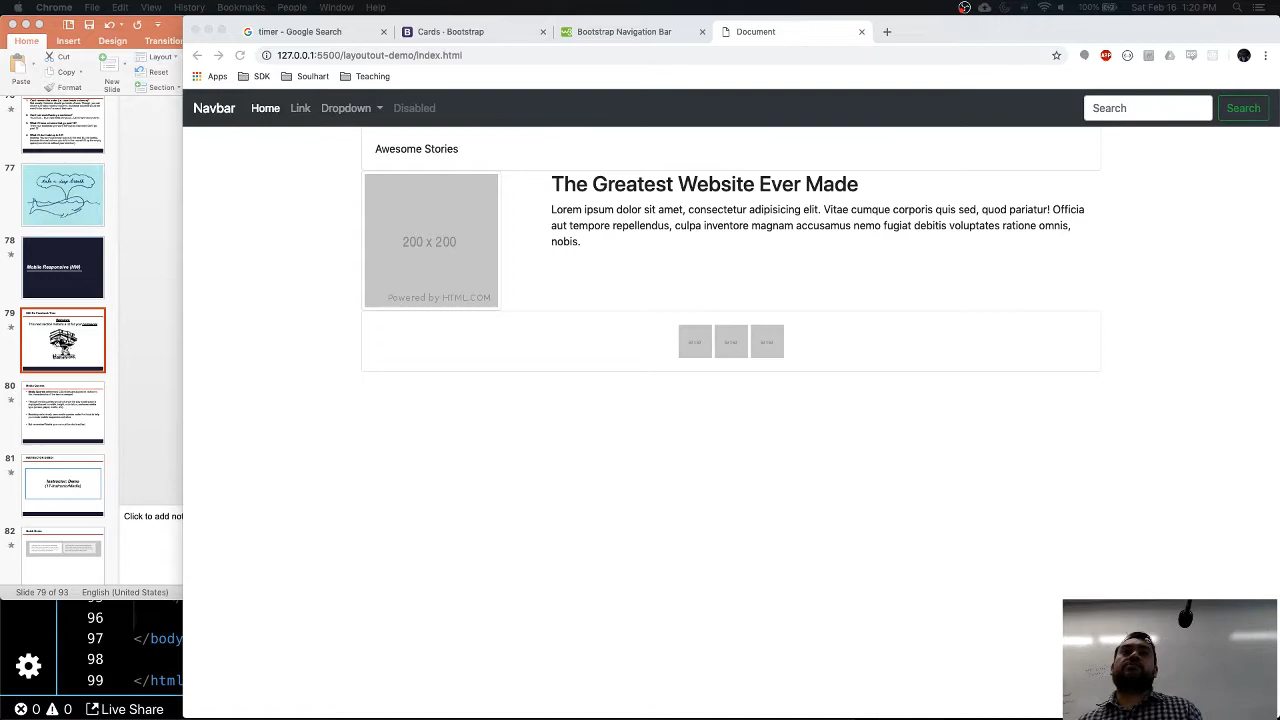 Chrome File Edit View History Bookmarks People Window Help 100% Sat Feb 16 1:20 PM
Home Insert Design Transition
timer - Google Search
Cards - Bootstrap
Bootstrap Navigation Bar
Document
127.0.0.1:5500/layoutout-demo/index.html
Paste
Cut
Copy
Format
New
Slide
Reset
Section
Apps SDK Soulhart Teaching
Navbar Home Link Dropdown Disabled Search Search
Awesome Stories
The Greatest Website Ever Made
Lorem ipsum dolor sit amet, consectetur adipisicing elit. Vitae cumque corporis quis sed, quod pariatur! Officia
aut tempore repellendus, culpa inventore magnam accusamus nemo fugiat debitis voluptates ratione omnis,
nobis.
200 x 200
Powered by HTML.COM
77
78
Mobile Responsive (HW)
79
80
81
82
Click to add not
Slide 79 of 93 English (United States)
96
97 </body
98
99 </html
0 0 Live Share